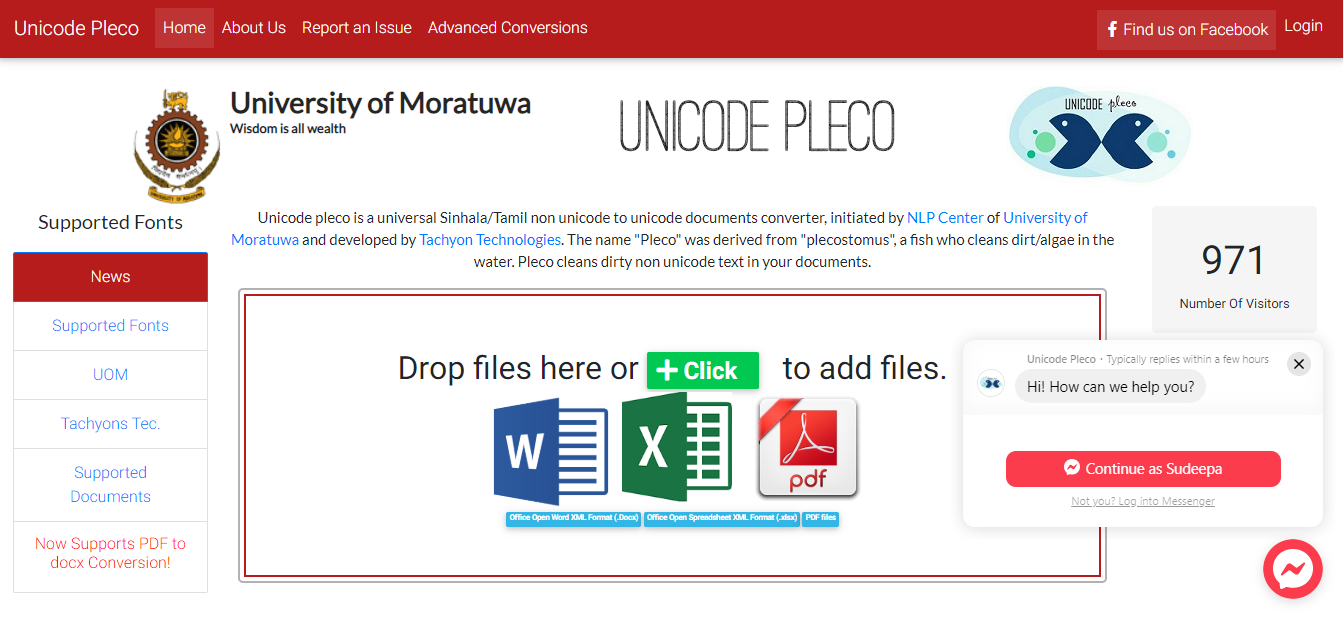 Unicode Pleco
Home
About Us
Report an Issue
Advanced Conversions
Find us on Facebook
Login
University of Moratuwa
Wisdom is all wealth
UNICODE PLECO
UNICODE pleco
Supported Fonts
News
Supported Fonts
UOM
Tachyons Tec.
Supported
Documents
Now Supports PDF to
docx Conversion!
Unicode pleco is a universal Sinhala/Tamil non unicode to unicode documents converter, initiated by NLP Center of University of
Moratuwa and developed by Tachyon Technologies. The name "Pleco" was derived from "plecostomus", a fish who cleans dirt/algae in the
water. Pleco cleans dirty non unicode text in your documents.
Drop files here or + Click to add files.
W
X
pdf
Office Open Word XML Format (.Docx)
Office Open Spreadsheet XML Format (.xlsx)
PDF files
971
Number Of Visitors
Unicode Pleco • Typically replies within a few hours
Hi! How can we help you?
Continue as Sudeepa
Not you? Log into Messenger